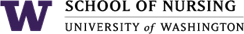 W
SCHOOL OF NURSING
UNIVERSITY of WASHINGTON